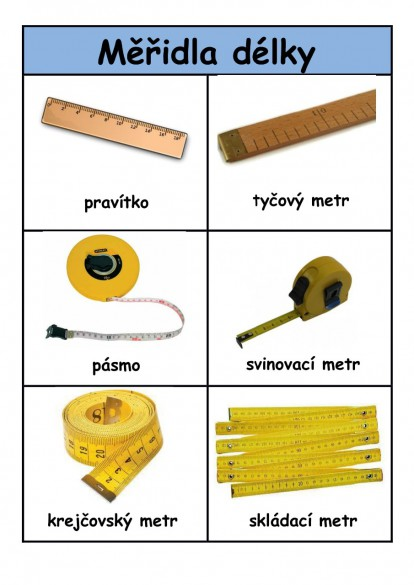 Měřidla délky
pravítko
tyčový metr
pásmo
svinovací metr
krejčovský metr
skládací metr